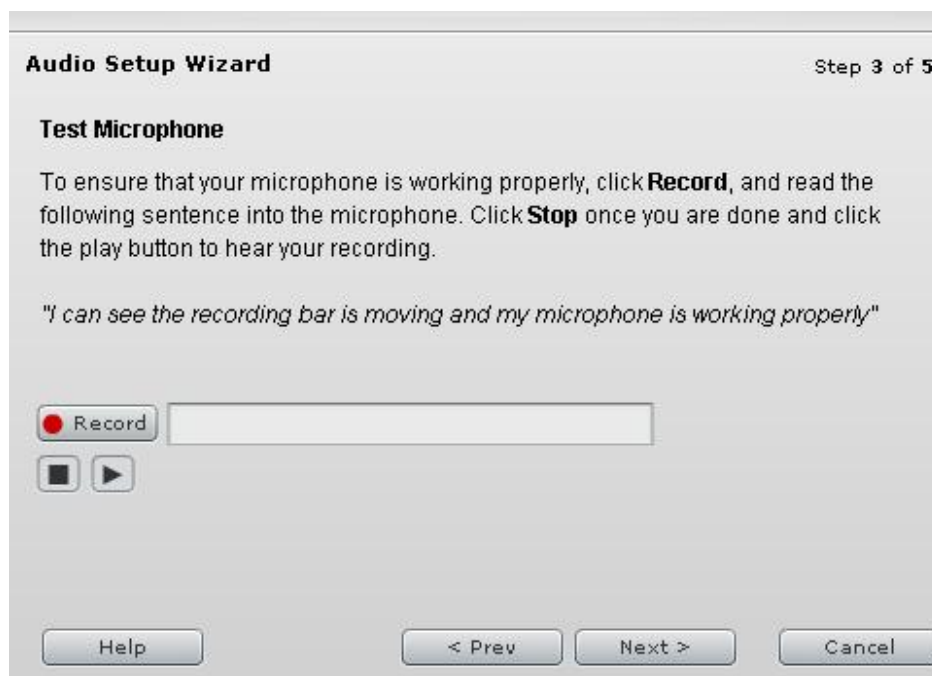 Audio Setup Wizard
Step 3 of 5
Test Microphone
To ensure that your microphone is working properly, click Record, and read the
following sentence into the microphone. Click Stop once you are done and click
the play button to hear your recording.
"I can see the recording bar is moving and my microphone is working properly"
Record
Help
< Prev
Next >
Cancel